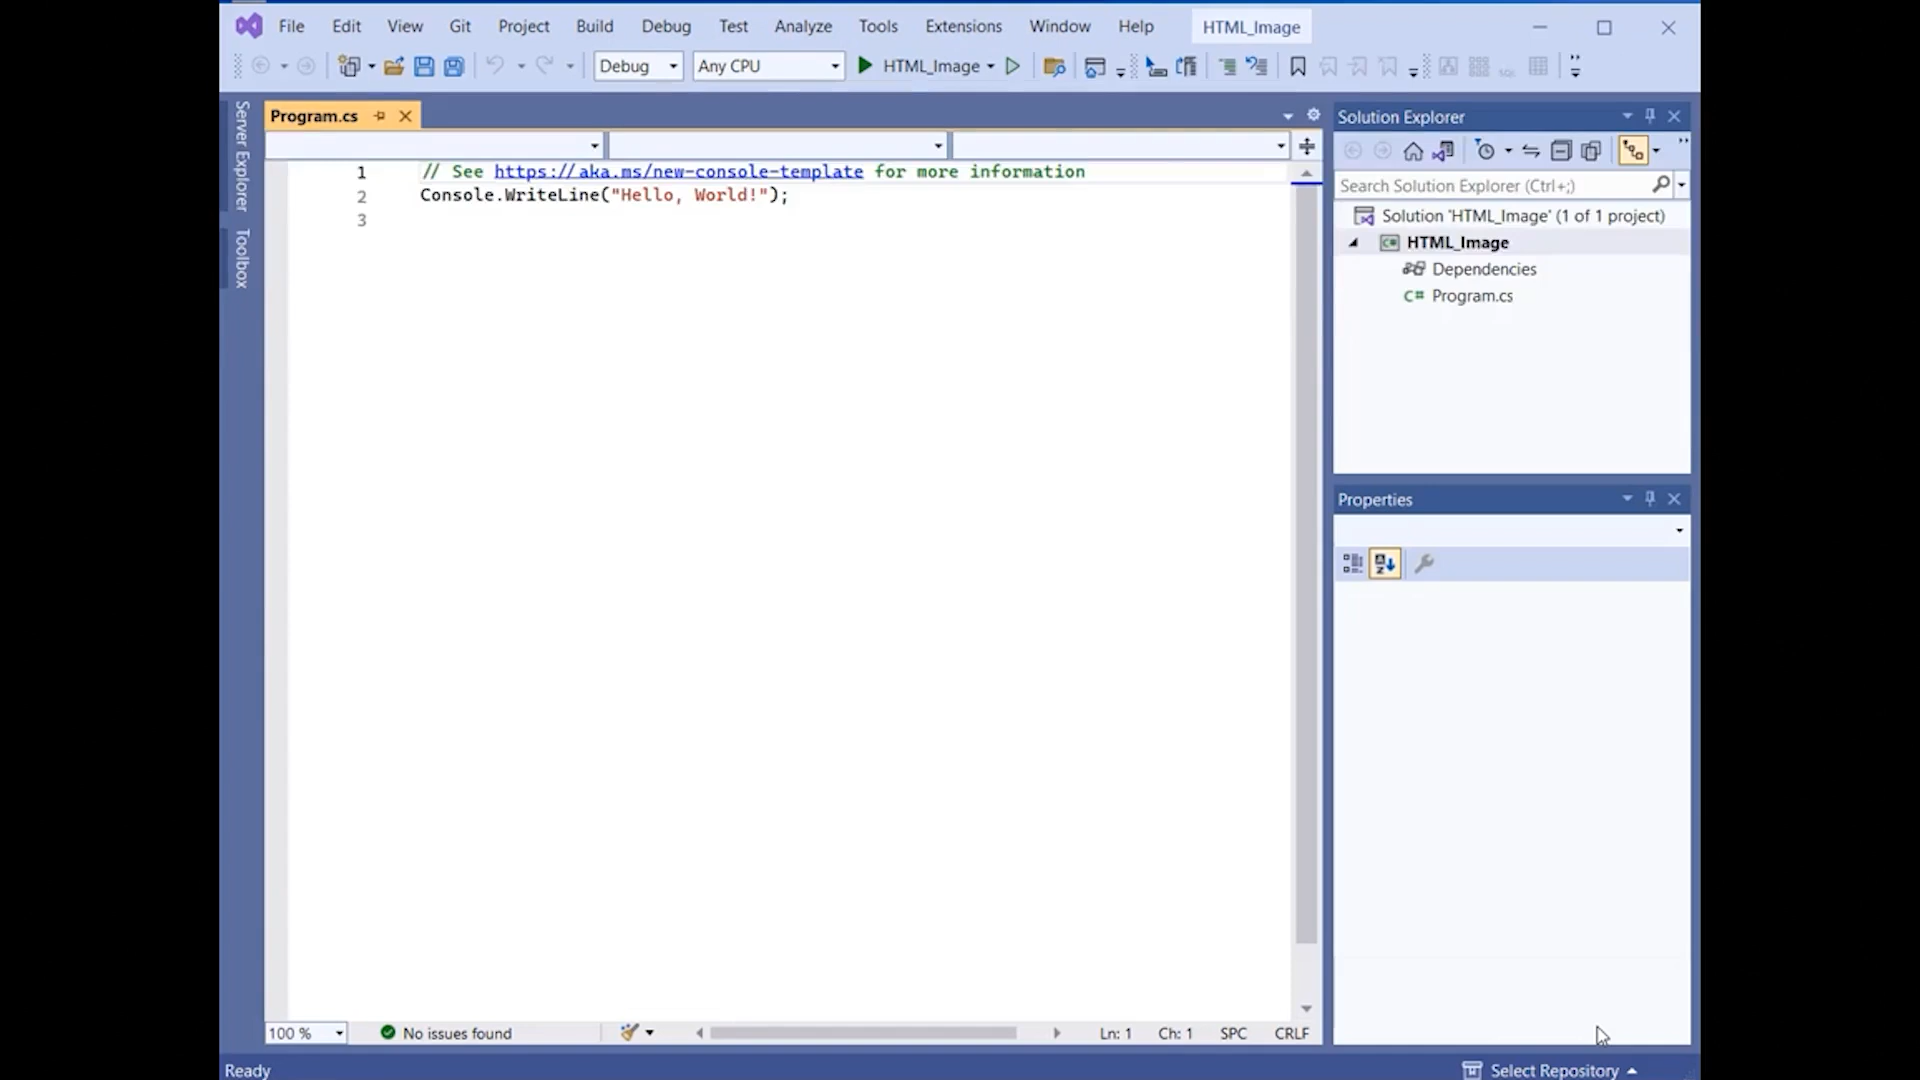 File Edit View Git Project Build Debug Test Analyze Tools Extensions Window Help HTML_Image
Debug Any CPU HTML_Image
Server Explorer
Toolbox
Program.cs
1 // See https://aka.ms/new-console-template for more information
2 Console.WriteLine("Hello, World!");
3
100 % No issues found Ln: 1 Ch: 1 SPC CRLF
Solution Explorer
Search Solution Explorer (Ctrl+;)
Solution 'HTML_Image' (1 of 1 project)
C# HTML_Image
Dependencies
C# Program.cs
Properties
Ready Select Repository